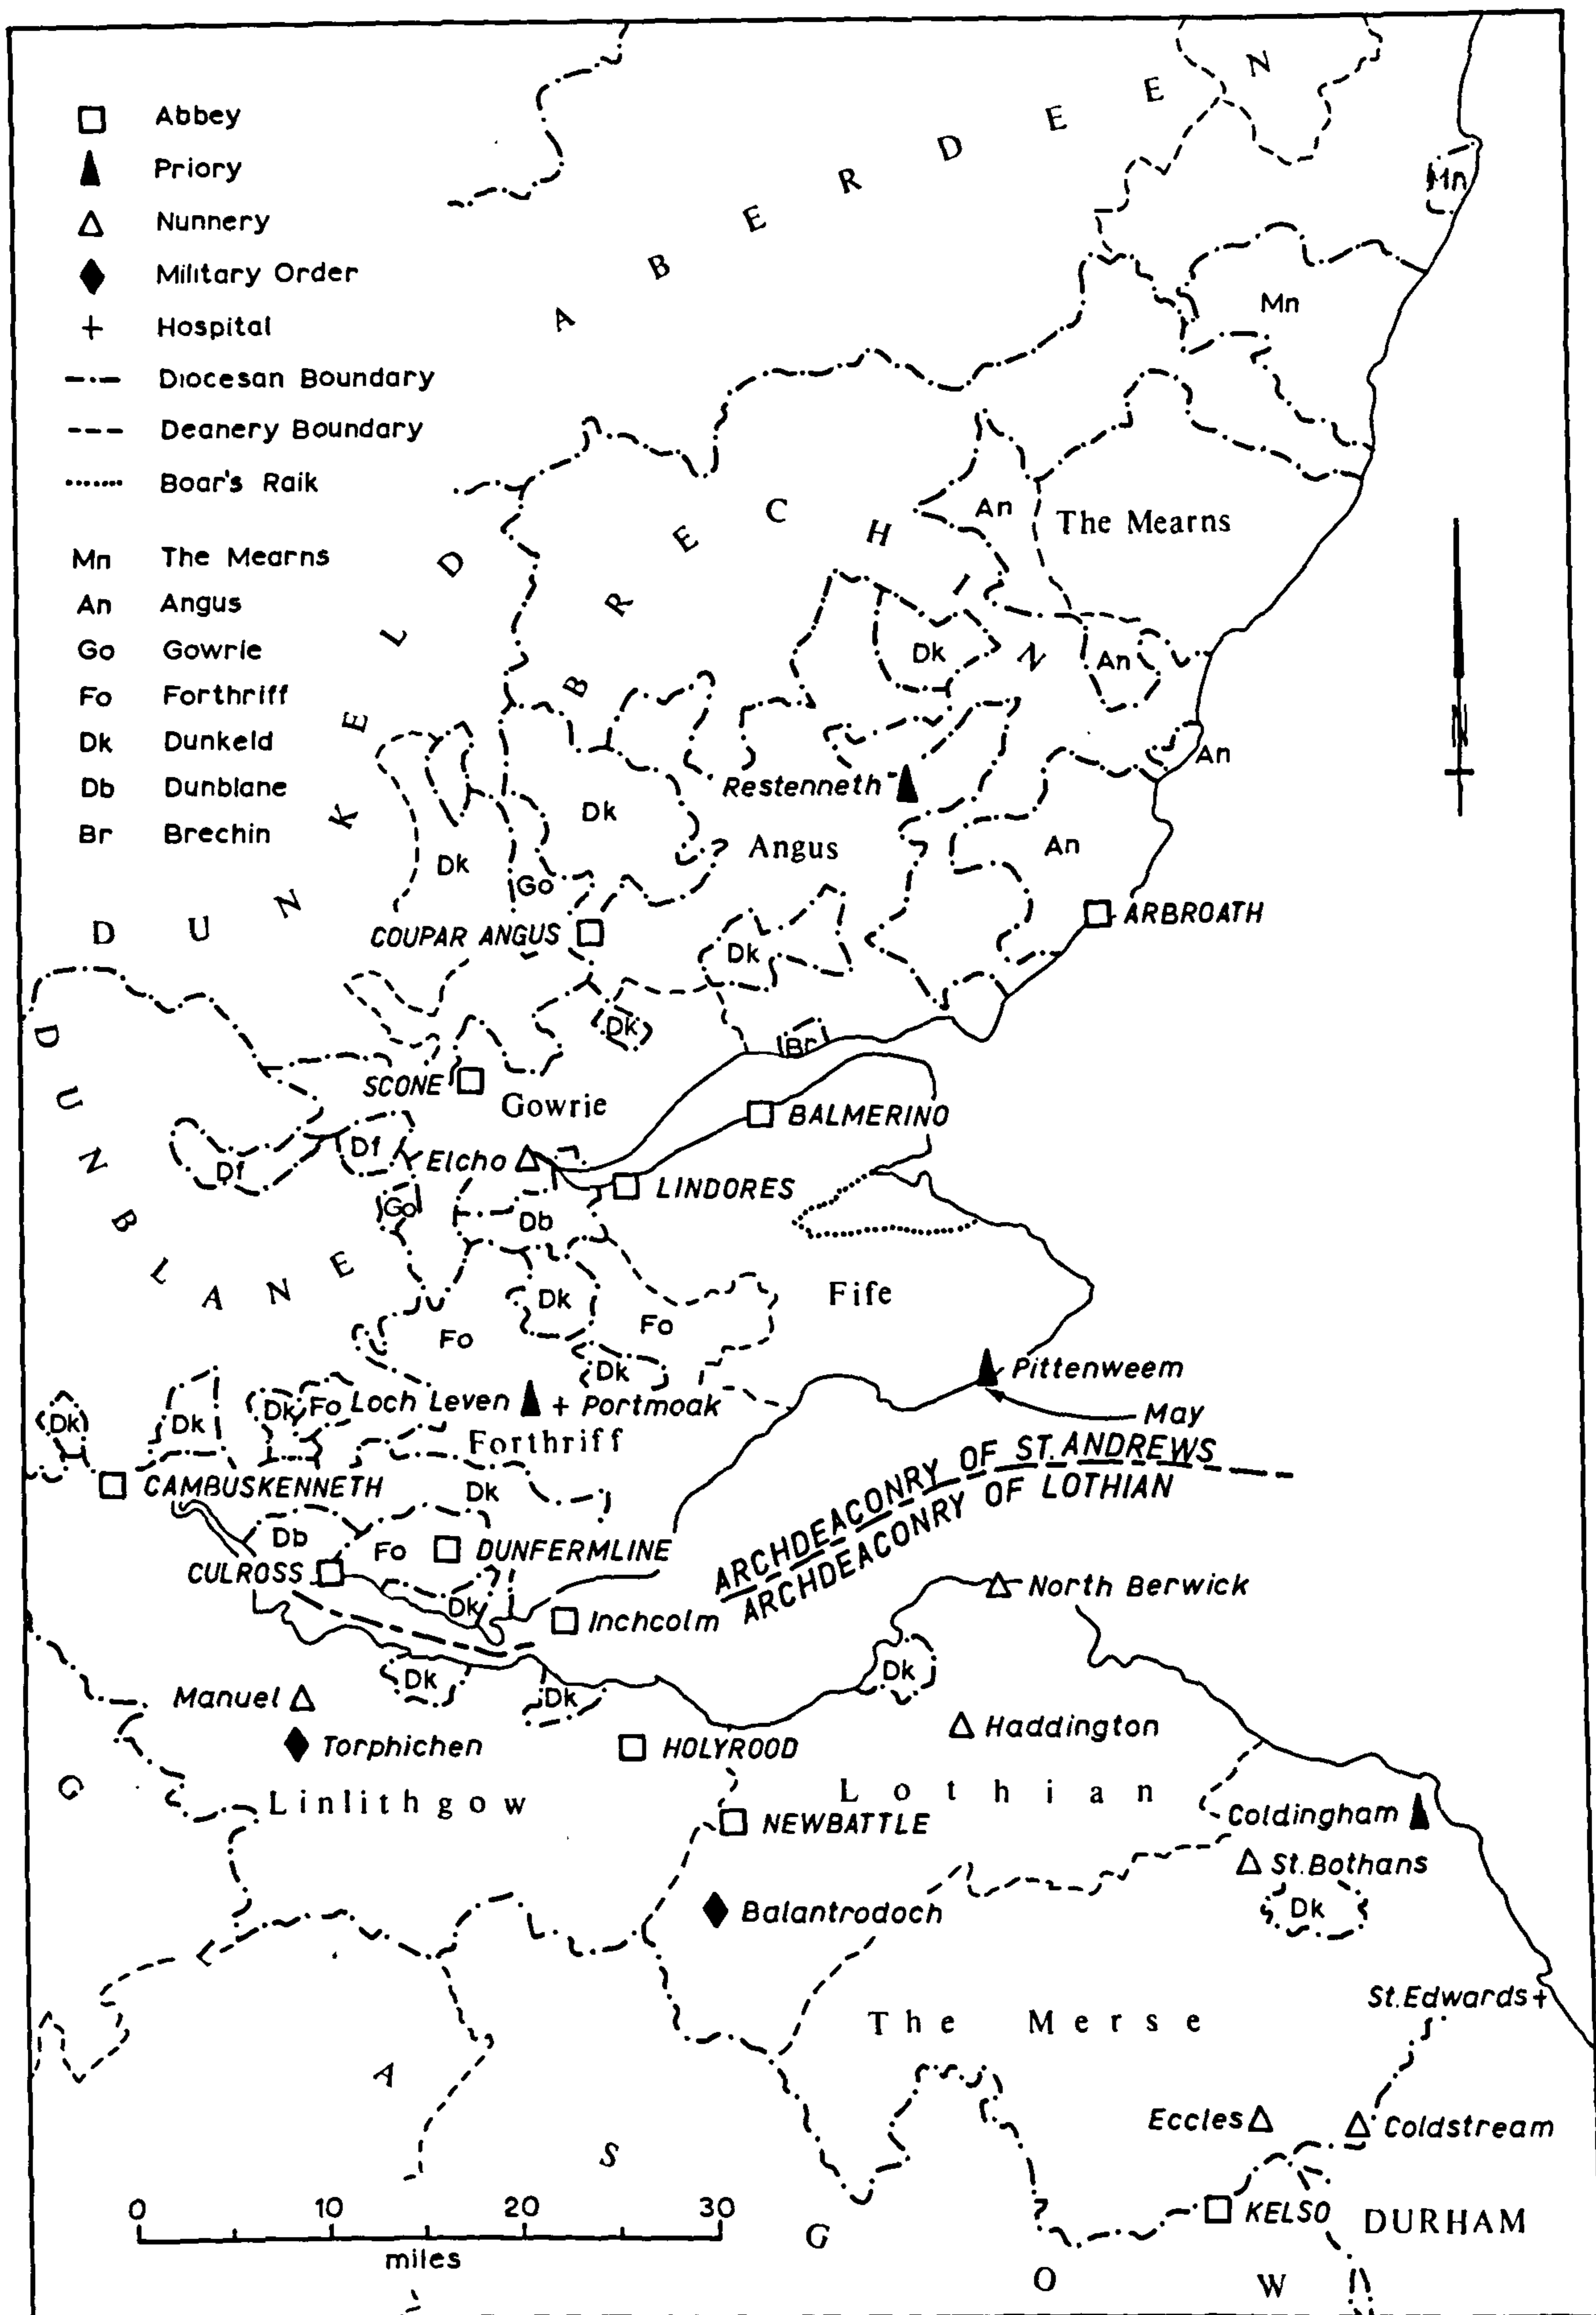 Abbey
Priory
Nunnery
Military Order
Hospital
Diocesan Boundary
Deanery Boundary
Boar's Raik
Mn The Mearns
An Angus
Go Gowrie
Fo Forthriff
Dk Dunkeld
Db Dunblane
Br Brechin
ABERDEEN
Mn
Mn
BRECHIN
An
The Mearns
DUNKELD
Dk
An
N
An
Restenneth
Dk
Angus
An
Dk
Go
COUPAR ANGUS
ARBROATH
Dk
Dk
Br
DUNBLANE
SCONE
Gowrie
BALMERINO
Df
Df
Elcho
LINDORES
Go
Db
Fife
Dk
Fo
Fo
Dk
Pittenweem
May
Dk
Dk
Dk
Fo
Loch Leven
+ Portmoak
Forthriff
CAMBUSKENNETH
Dk
ARCHDEACONRY OF ST. ANDREWS
ARCHDEACONRY OF LOTHIAN
Db
Fo
DUNFERMLINE
CULROSS
Dk
Inchcolm
North Berwick
Dk
Dk
Dk
Manuel
Torphichen
HOLYROOD
Haddington
Linlithgow
Lothian
NEWBATTLE
Coldingham
St. Bothans
Dk
Balantrodoch
St. Edwards +
The Merse
Eccles
Coldstream
KELSO
DURHAM
GASGOW
0 10 20 30
miles